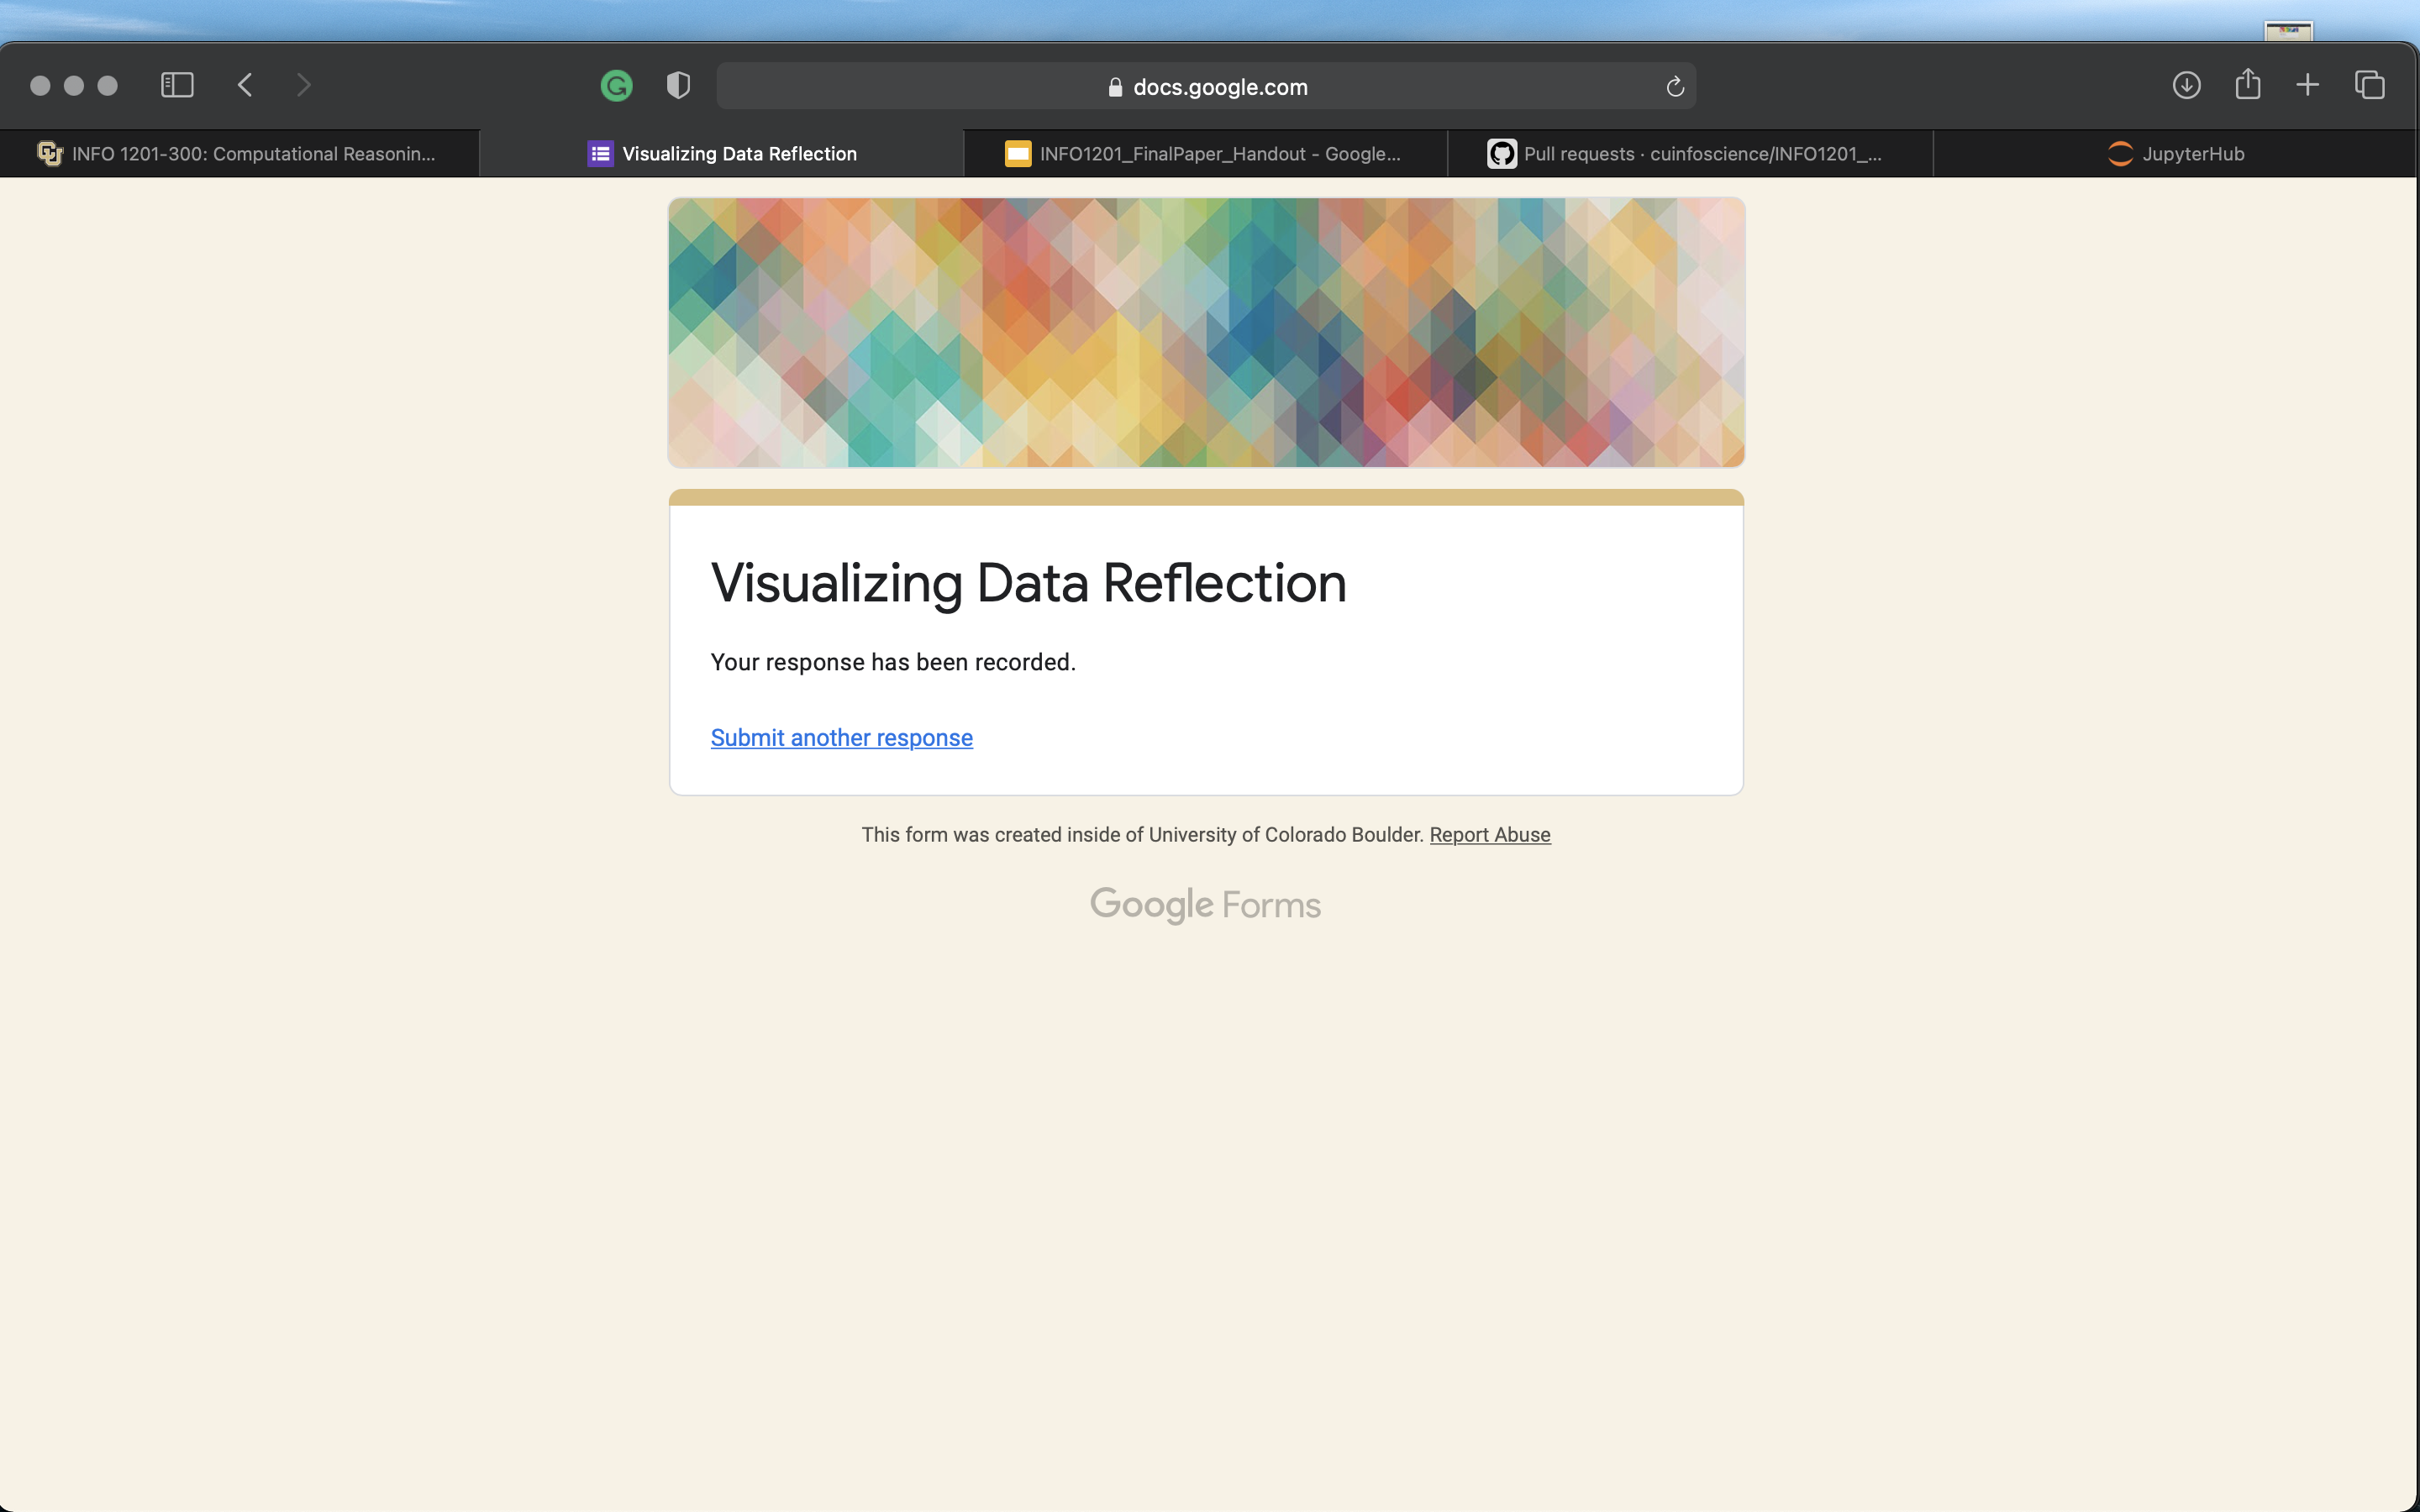 docs.google.com
INFO 1201-300: Computational Reasonin...
Visualizing Data Reflection
INFO1201_FinalPaper_Handout - Google...
Pull requests · cuinfoscience/INFO1201_...
JupyterHub
Visualizing Data Reflection
Your response has been recorded.
Submit another response
This form was created inside of University of Colorado Boulder. Report Abuse
Google Forms